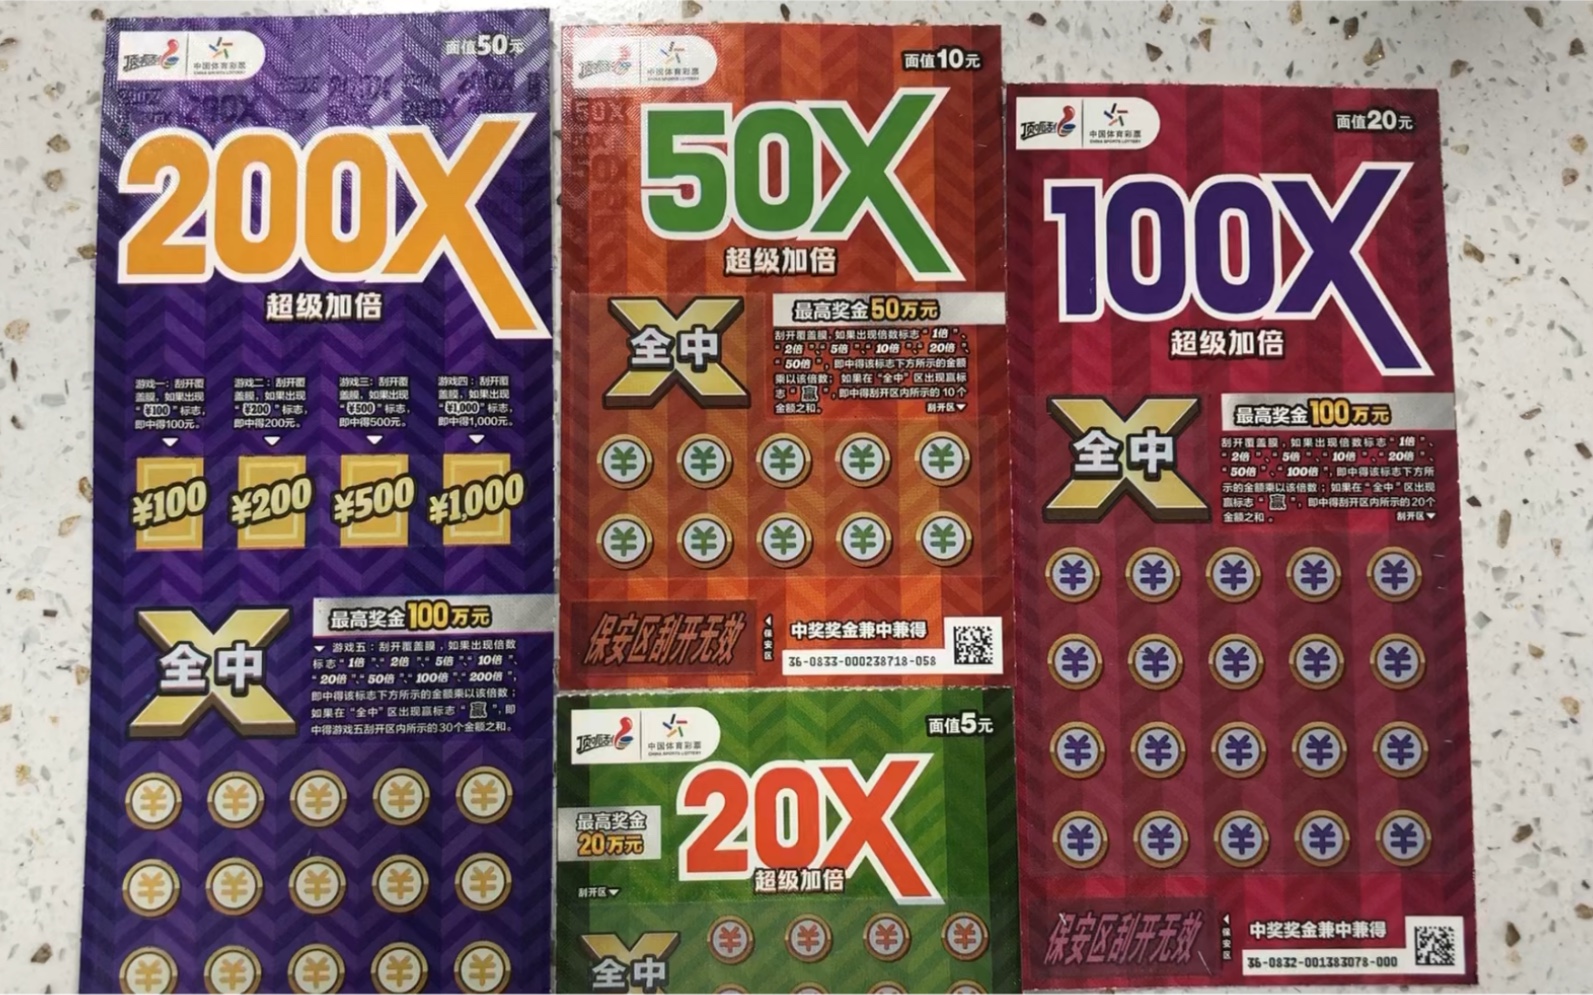 顶呱刮
中国体育彩票
CHINA SPORTS LOTTERY
面值50元
200X
超级加倍
游戏一：刮开覆
盖膜，如果出现
“¥100”标志，
即中得100元。
游戏二：刮开覆
盖膜，如果出现
“¥200”标志，
即中得200元。
游戏三：刮开覆
盖膜，如果出现
“¥500”标志，
即中得500元。
游戏四：刮开覆
盖膜，如果出现
“¥1,000”标志，
即中得1,000元。
¥100
¥200
¥500
¥1,000
全中
最高奖金100万元
游戏五：刮开覆盖膜，如果出现倍数
标志“1倍”、“2倍”、“5倍”、“10倍”、
“20倍”、“50倍”、“100倍”、“200倍”，
即中得该标志下方所示的金额乘以该倍数；
如果在“全中”区出现赢标志“赢”，即
中得游戏五刮开区内所示的30个金额之和。
¥ ¥ ¥ ¥ ¥
¥ ¥ ¥ ¥ ¥
¥ ¥ ¥ ¥ ¥
顶呱刮
中国体育彩票
CHINA SPORTS LOTTERY
面值10元
50X
超级加倍
全中
最高奖金50万元
刮开覆盖膜，如果出现倍数标志“1倍”、
“2倍”、“5倍”、“10倍”、“20倍”、
“50倍”，即中得该标志下方所示的金额
乘以该倍数；如果在“全中”区出现赢标
志“赢”，即中得刮开区内所示的10个
金额之和。
刮开区
¥ ¥ ¥ ¥ ¥
¥ ¥ ¥ ¥ ¥
保安区刮开无效
保安区
中奖奖金兼中兼得
36-0833-000238718-058
顶呱刮
中国体育彩票
CHINA SPORTS LOTTERY
面值5元
最高奖金
20万元
20X
超级加倍
刮开区
全中
¥ ¥ ¥ ¥
顶呱刮
中国体育彩票
CHINA SPORTS LOTTERY
面值20元
100X
超级加倍
全中
最高奖金100万元
刮开覆盖膜，如果出现倍数标志“1倍”、
“2倍”、“5倍”、“10倍”、“20倍”、
“50倍”、“100倍”，即中得该标志下方所
示的金额乘以该倍数；如果在“全中”区出现
赢标志“赢”，即中得刮开区内所示的20个
金额之和。
刮开区
¥ ¥ ¥ ¥ ¥
¥ ¥ ¥ ¥ ¥
¥ ¥ ¥ ¥ ¥
¥ ¥ ¥ ¥ ¥
保安区刮开无效
保安区
中奖奖金兼中兼得
36-0832-001383078-000